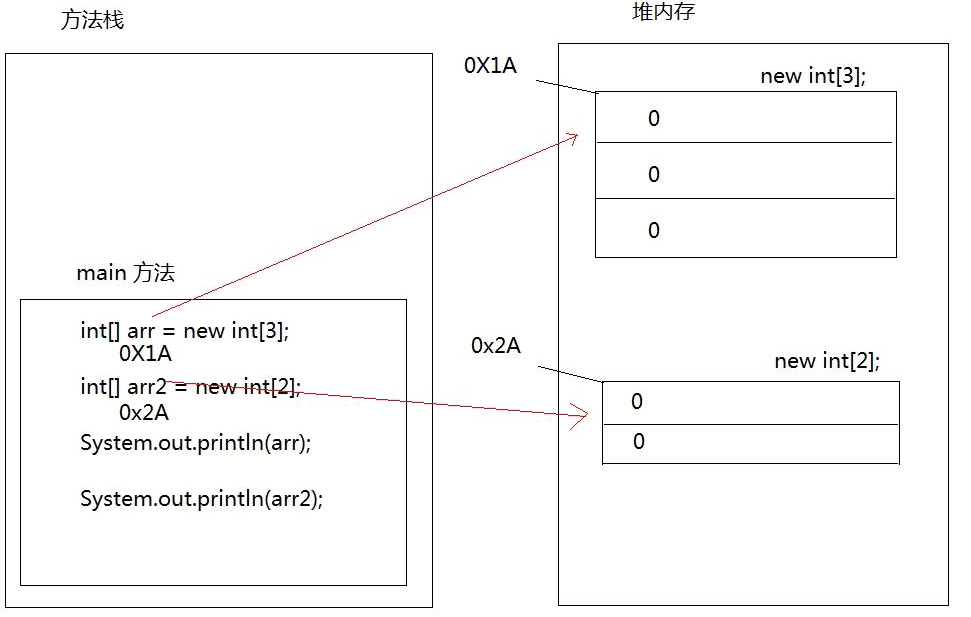 方法栈
main 方法
int[] arr = new int[3];
0X1A
int[] arr2 = new int[2];
0x2A
System.out.println(arr);
System.out.println(arr2);
堆内存
0X1A
new int[3];
0
0
0
0x2A
new int[2];
0
0